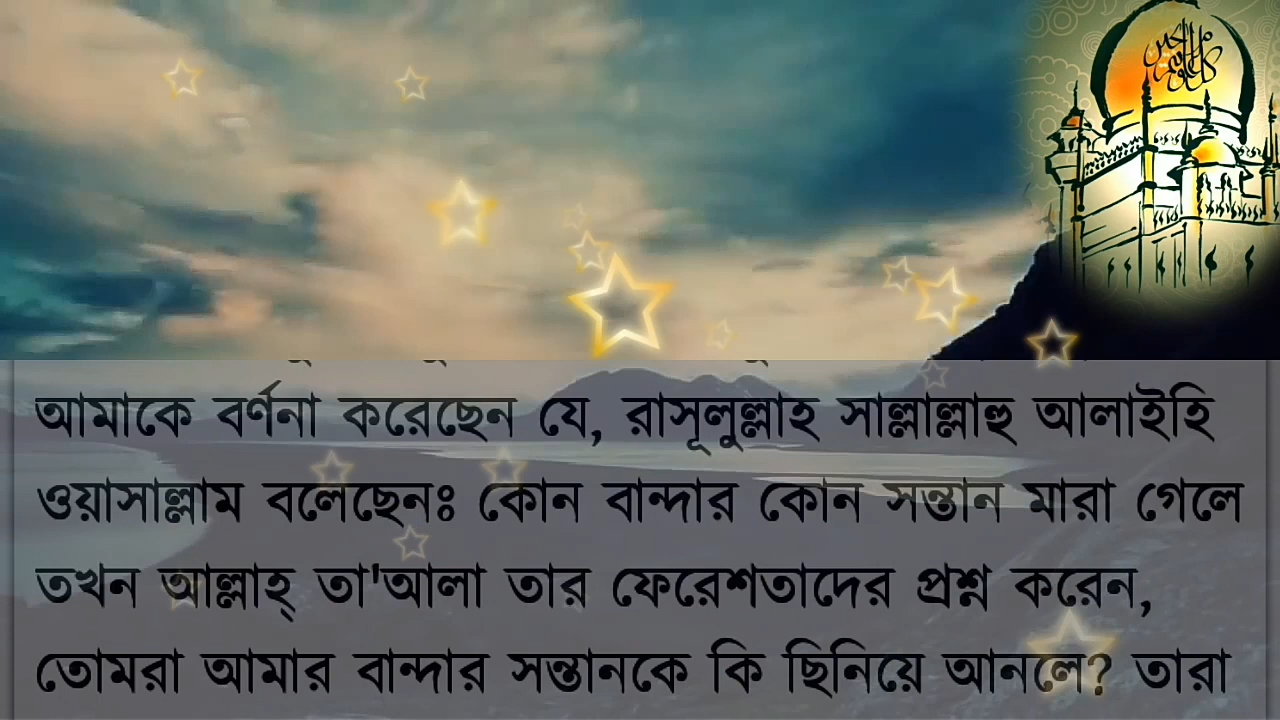 আমাকে বর্ণনা করেছেন যে, রাসূলুল্লাহ সাল্লাল্লাহু আলাইহি
ওয়াসাল্লাম বলেছেনঃ কোন বান্দার কোন সন্তান মারা গেলে
তখন আল্লাহ্ তা'আলা তার ফেরেশতাদের প্রশ্ন করেন,
তোমরা আমার বান্দার সন্তানকে কি ছিনিয়ে আনলে? তারা